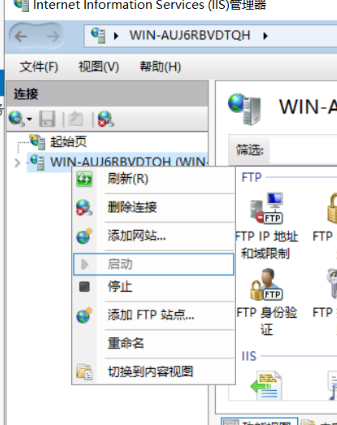 Internet Information Services (IIS)管理器
WIN-AUJ6RBVDTQH
文件(F) 视图(V) 帮助(H)
连接
起始页
WIN-AUJ6RBVDTQH (WIN-
刷新(R)
删除连接
添加网站...
启动
停止
添加 FTP 站点...
重命名
切换到内容视图
WIN-A
筛选:
FTP
FTP IP 地址
和域限制
FTP
FTP 身份验
证
FTP
IIS